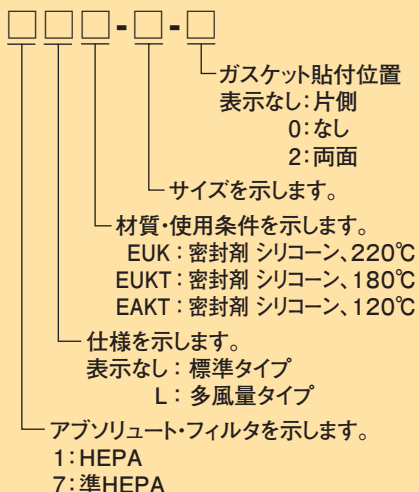 □□□-□-□
ガスケット貼付位置
表示なし：片側
0：なし
2：両面
サイズを示します。
材質・使用条件を示します。
EUK：密封剤 シリコーン、220℃
EUKT：密封剤 シリコーン、180℃
EAKT：密封剤 シリコーン、120℃
仕様を示します。
表示なし：標準タイプ
L：多風量タイプ
アブソリュート・フィルタを示します。
1：HEPA
7：準HEPA